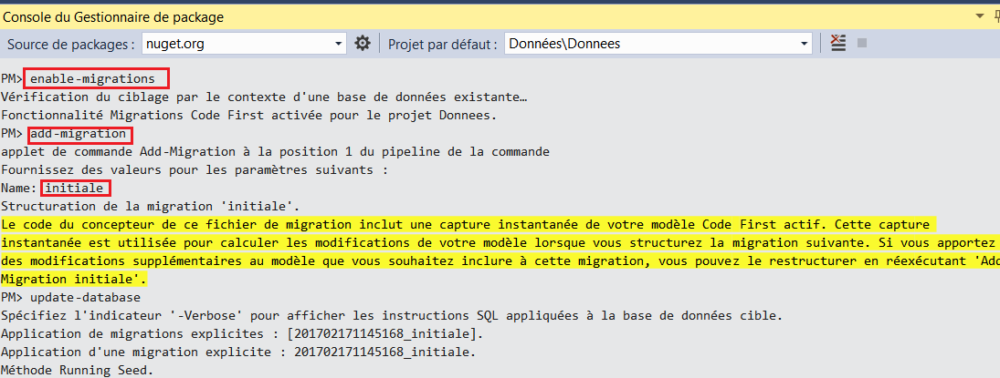 Console du Gestionnaire de package
Source de packages : nuget.org Projet par défaut : Données\Donnees
PM> enable-migrations
Vérification du ciblage par le contexte d'une base de données existante…
Fonctionnalité Migrations Code First activée pour le projet Donnees.
PM> add-migration
applet de commande Add-Migration à la position 1 du pipeline de la commande
Fournissez des valeurs pour les paramètres suivants :
Name: initiale
Structuration de la migration 'initiale'.
Le code du concepteur de ce fichier de migration inclut une capture instantanée de votre modèle Code First actif. Cette capture
instantanée est utilisée pour calculer les modifications de votre modèle lorsque vous structurez la migration suivante. Si vous apportez
des modifications supplémentaires au modèle que vous souhaitez inclure à cette migration, vous pouvez le restructurer en réexécutant 'Add
Migration initiale'.
PM> update-database
Spécifiez l'indicateur '-Verbose' pour afficher les instructions SQL appliquées à la base de données cible.
Application de migrations explicites : [201702171145168_initiale].
Application d'une migration explicite : 201702171145168_initiale.
Méthode Running Seed.